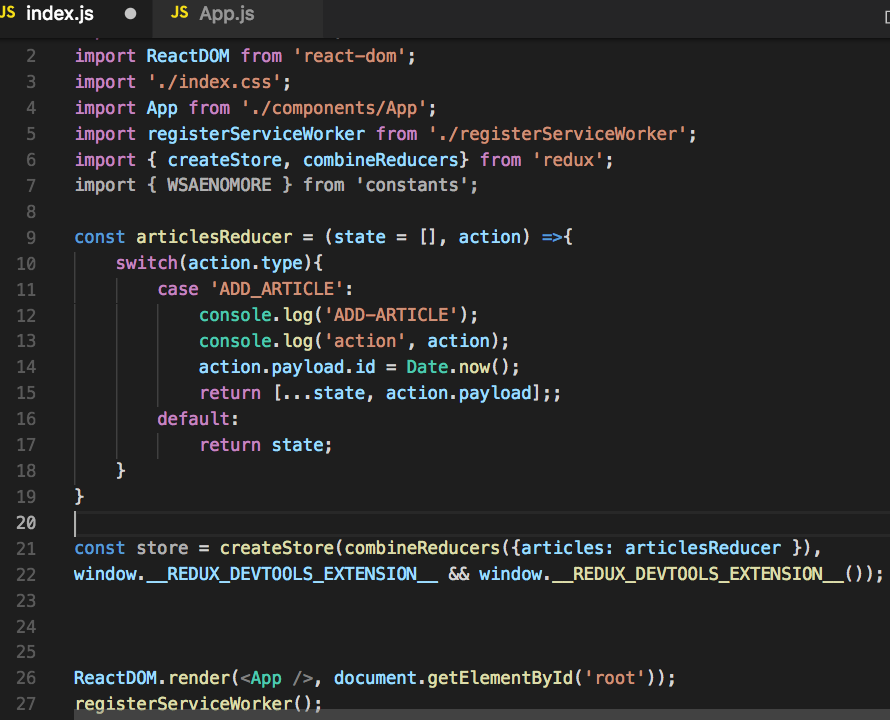 JS index.js ● JS App.js
2 import ReactDOM from 'react-dom';
3 import './index.css';
4 import App from './components/App';
5 import registerServiceWorker from './registerServiceWorker';
6 import { createStore, combineReducers} from 'redux';
7 import { WSAENOMORE } from 'constants';
8
9 const articlesReducer = (state = [], action) =>{
10     switch(action.type){
11         case 'ADD_ARTICLE':
12             console.log('ADD-ARTICLE');
13             console.log('action', action);
14             action.payload.id = Date.now();
15             return [...state, action.payload];;
16         default:
17             return state;
18     }
19 }
20
21 const store = createStore(combineReducers({articles: articlesReducer }),
22 window.__REDUX_DEVTOOLS_EXTENSION__ && window.__REDUX_DEVTOOLS_EXTENSION__());
23
24
25
26 ReactDOM.render(<App />, document.getElementById('root'));
27 registerServiceWorker();